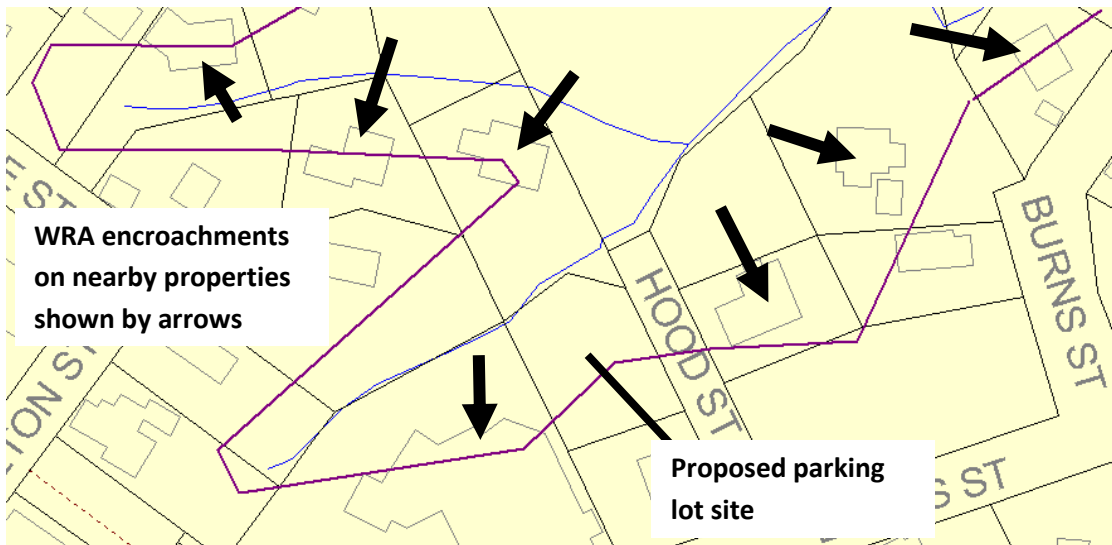 WRA encroachments
on nearby properties
shown by arrows
HOOD ST
BURNS ST
Proposed parking
lot site